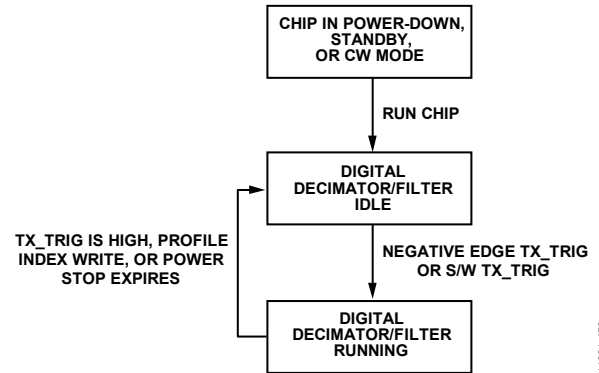 CHIP IN POWER-DOWN,
STANDBY,
OR CW MODE
RUN CHIP
DIGITAL
DECIMATOR/FILTER
IDLE
TX_TRIG IS HIGH, PROFILE
INDEX WRITE, OR POWER
STOP EXPIRES
NEGATIVE EDGE TX_TRIG
OR S/W TX_TRIG
DIGITAL
DECIMATOR/FILTER
RUNNING